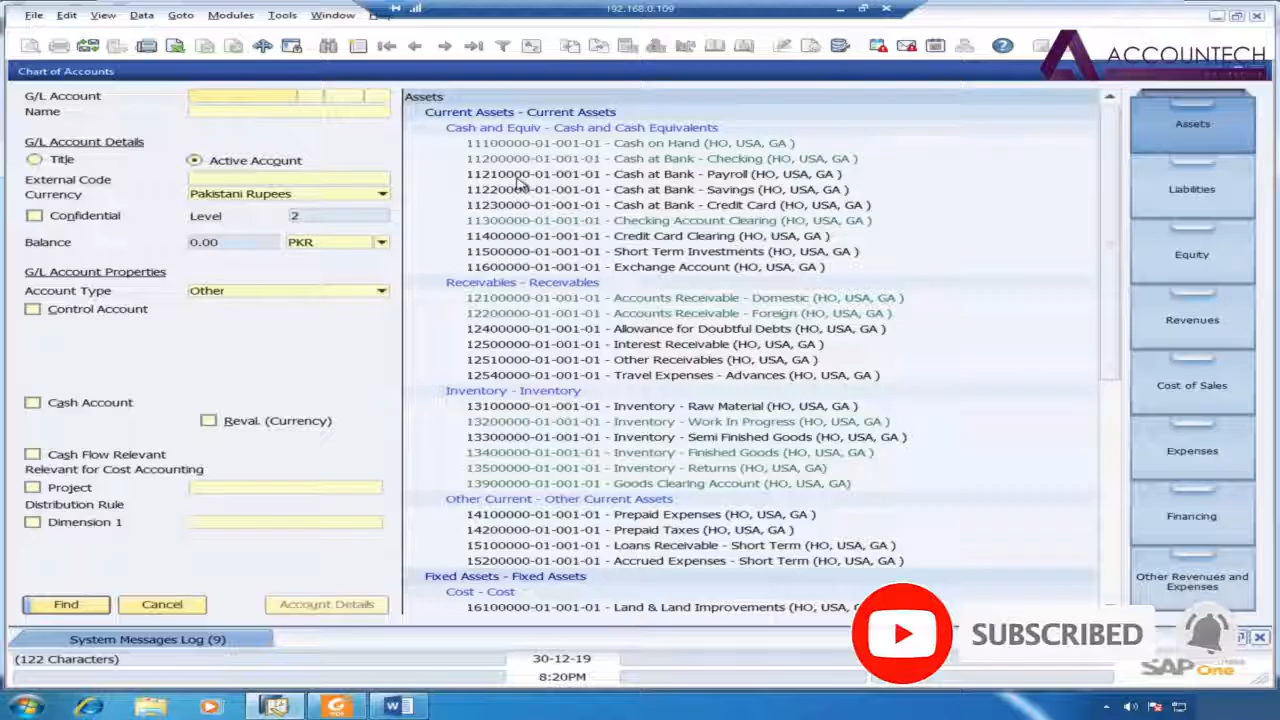 192.168.0.109
File Edit View Data Goto Modules Tools Window
ACCOUNTECH
Chart of Accounts
G/L Account
Name
G/L Account Details
Title Active Account
External Code
Currency Pakistani Rupees
Confidential Level 2
Balance 0.00 PKR
G/L Account Properties
Account Type Other
Control Account
Cash Account
Reval. (Currency)
Cash Flow Relevant
Relevant for Cost Accounting
Project
Distribution Rule
Dimension 1
Find Cancel Account Details
Assets
Current Assets - Current Assets
Cash and Equiv - Cash and Cash Equivalents
11100000-01-001-01 - Cash on Hand (HO, USA, GA )
11200000-01-001-01 - Cash at Bank - Checking (HO, USA, GA )
11210000-01-001-01 - Cash at Bank - Payroll (HO, USA, GA )
11220000-01-001-01 - Cash at Bank - Savings (HO, USA, GA )
11230000-01-001-01 - Cash at Bank - Credit Card (HO, USA, GA )
11300000-01-001-01 - Checking Account Clearing (HO, USA, GA )
11400000-01-001-01 - Credit Card Clearing (HO, USA, GA )
11500000-01-001-01 - Short Term Investments (HO, USA, GA )
11600000-01-001-01 - Exchange Account (HO, USA, GA )
Receivables - Receivables
12100000-01-001-01 - Accounts Receivable - Domestic (HO, USA, GA )
12200000-01-001-01 - Accounts Receivable - Foreign (HO, USA, GA )
12400000-01-001-01 - Allowance for Doubtful Debts (HO, USA, GA )
12500000-01-001-01 - Interest Receivable (HO, USA, GA )
12510000-01-001-01 - Other Receivables (HO, USA, GA )
12540000-01-001-01 - Travel Expenses - Advances (HO, USA, GA )
Inventory - Inventory
13100000-01-001-01 - Inventory - Raw Material (HO, USA, GA )
13200000-01-001-01 - Inventory - Work In Progress (HO, USA, GA )
13300000-01-001-01 - Inventory - Semi Finished Goods (HO, USA, GA )
13400000-01-001-01 - Inventory - Finished Goods (HO, USA, GA )
13500000-01-001-01 - Inventory - Returns (HO, USA, GA)
13900000-01-001-01 - Goods Clearing Account (HO, USA, GA)
Other Current - Other Current Assets
14100000-01-001-01 - Prepaid Expenses (HO, USA, GA )
14200000-01-001-01 - Prepaid Taxes (HO, USA, GA )
15100000-01-001-01 - Loans Receivable - Short Term (HO, USA, GA )
15200000-01-001-01 - Accrued Expenses - Short Term (HO, USA, GA )
Fixed Assets - Fixed Assets
Cost - Cost
16100000-01-001-01 - Land & Land Improvements (HO, USA,
Assets
Liabilities
Equity
Revenues
Cost of Sales
Expenses
Financing
Other Revenues and
Expenses
SUBSCRIBED
System Messages Log (9)
(122 Characters) 30-12-19
8:20PM
SAP
One